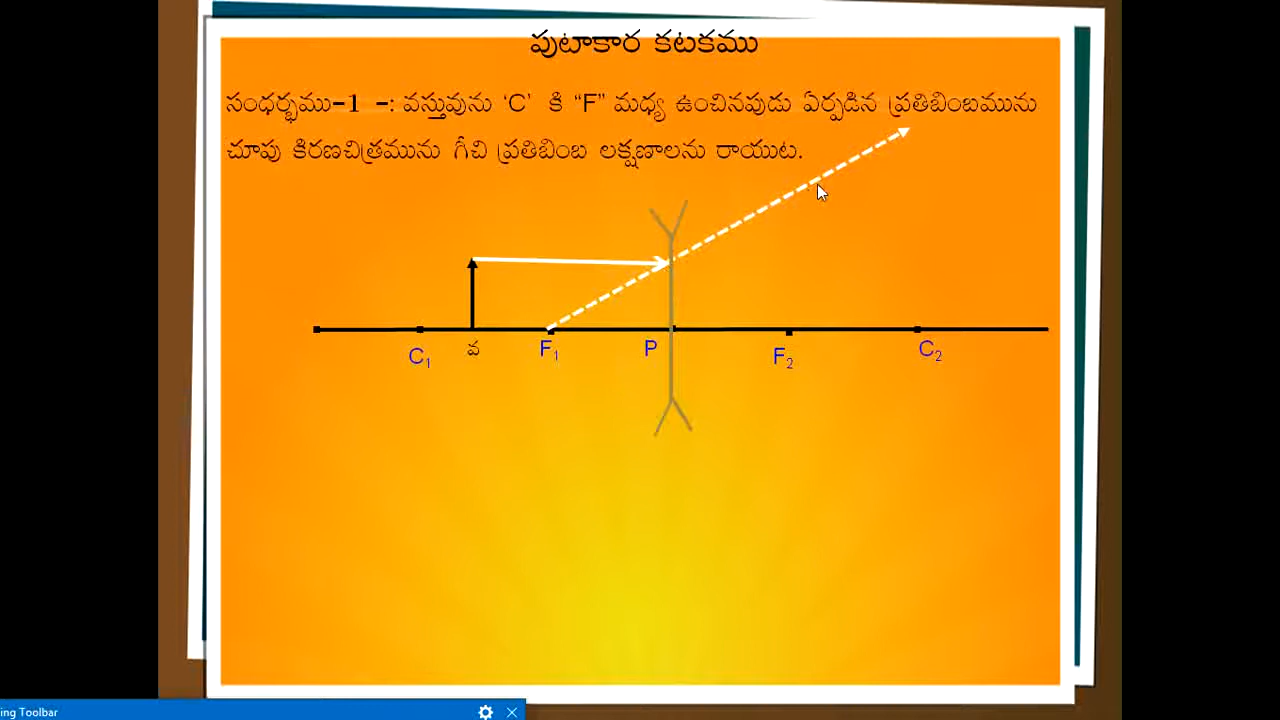 పుటాకార కటకము
సంధర్భము-1 -: వస్తువును ‘C’ కి “F” మధ్య ఉంచినపుడు ఏర్పడిన ప్రతిబింబమును
చూపు కిరణచిత్రమును గీచి ప్రతిబింబ లక్షణాలను రాయుట.
C₁ వ F₁ P F₂ C₂
ing Toolbar